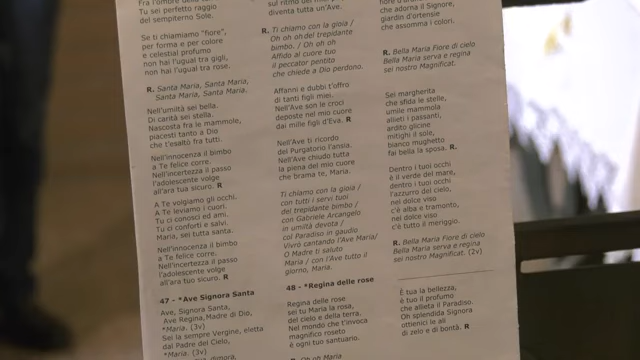 Fra l'ombre della
Tu sei perfetto raggio
del sempiterno Sole.
Se ti chiamiamo "fiore",
per forma e per colore
e celestial profumo
non hai l'ugual tra gigli,
non hai l'ugual tra rose.
R. Santa Maria, Santa Maria,
Santa Maria, Santa Maria.
Nell'umiltà sei bella.
Di carità sei stella.
Nascosta fra le mammole,
piacesti tanto a Dio
che t'esaltò fra tutti.
Nell'innocenza il bimbo
a Te felice corre.
Nell'incertezza il passo
l'adolescente volge
all'ara tua sicuro. R
A Te volgiamo gli occhi.
A Te leviamo i cuori.
Tu ci conosci ed ami.
Tu ci conforti e salvi.
Maria, sei tutta santa.
Nell'innocenza il bimbo
a Te felice corre.
Nell'incertezza il passo
l'adolescente volge
all'ara tua sicuro. R
47 - *Ave Signora Santa
Ave, Signora Santa,
Ave Regina, Madre di Dio,
*Maria. (3v)
Sei la sempre Vergine, eletta
dal Padre del Cielo,
*Maria. (3v)
dimora,
sul ritmo dei
diventa tutta un'Ave.
R. Ti chiamo con la gioia /
Oh oh oh del trepidante
bimbo. / Oh oh oh
Affido al cuore tuo
il peccator pentito
che chiede a Dio perdono.
Affanni e dubbi t'offro
di tanti figli miei.
Nell'Ave son le croci
deposte nel mio cuore
dai mille figli d'Eva. R
Nell'Ave ti ricordo
del Purgatorio l'ansia.
Nell'Ave chiudo tutta
la piena del mio cuore
che brama te, Maria.
Ti chiamo con la gioia /
con tutti i servi tuoi /
del trepidante bimbo /
con Gabriele Arcangelo
in umiltà devota /
col Paradiso in gaudio
Vivrò cantando l'Ave Maria/
O Madre ti saluto
Maria / con l'Ave tutto il
giorno, Maria.
48 - *Regina delle rose
Regina delle rose
sei tu Maria la rosa,
del cielo e della terra.
Nel mondo che t'invoca
magnifico roseto
è ogni tuo santuario.
R. Oh oh Maria
che adorna il Signore,
giardin d'ortensie
che assomma i colori.
R. Bella Maria Fiore di cielo
Bella Maria serva e regina
sei nostro Magnificat.
Sei margherita
che sfida le stelle,
umile mammola
allieti i passanti,
ardito glicine
mitighi il sole,
bianco mughetto
fai bella la sposa. R.
Dentro i tuoi occhi
è il verde del mare,
dentro i tuoi occhi
l'azzurro del cielo,
nel dolce viso
c'è alba e tramonto,
nel dolce viso
c'è tutto il meriggio.
R. Bella Maria Fiore di cielo
Bella Maria serva e regina
sei nostro Magnificat. (2v)
È tua la bellezza,
è tuo il profumo
che allieta il Paradiso.
Oh splendida Signora
ottienici le ali
di zelo e di bontà. R.